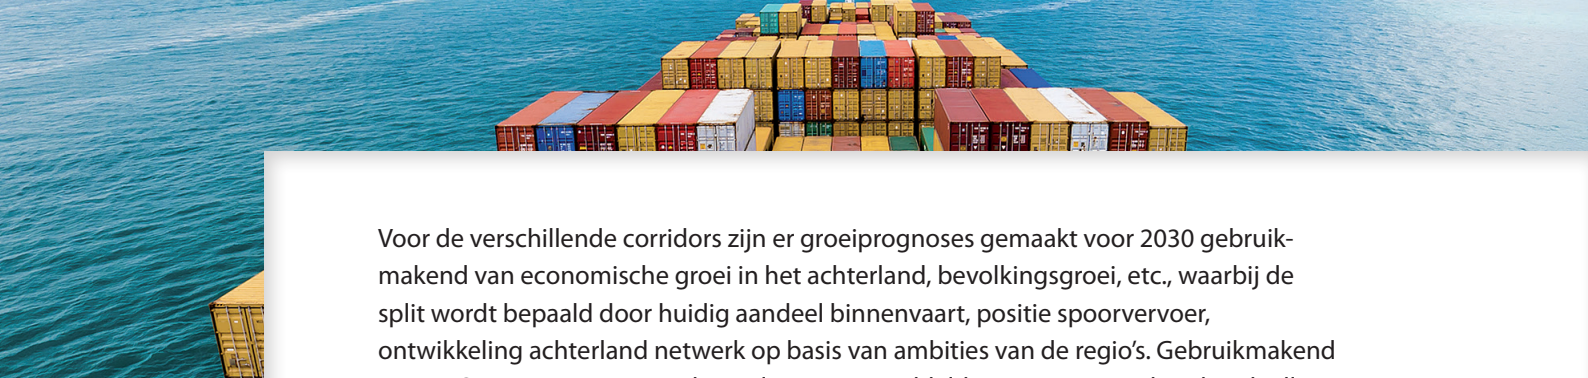 Voor de verschillende corridors zijn er groeiprognoses gemaakt voor 2030 gebruik-
makend van economische groei in het achterland, bevolkingsgroei, etc., waarbij de
split wordt bepaald door huidig aandeel binnenvaart, positie spoorvervoer,
ontwikkeling achterland netwerk op basis van ambities van de regio’s. Gebruikmakend